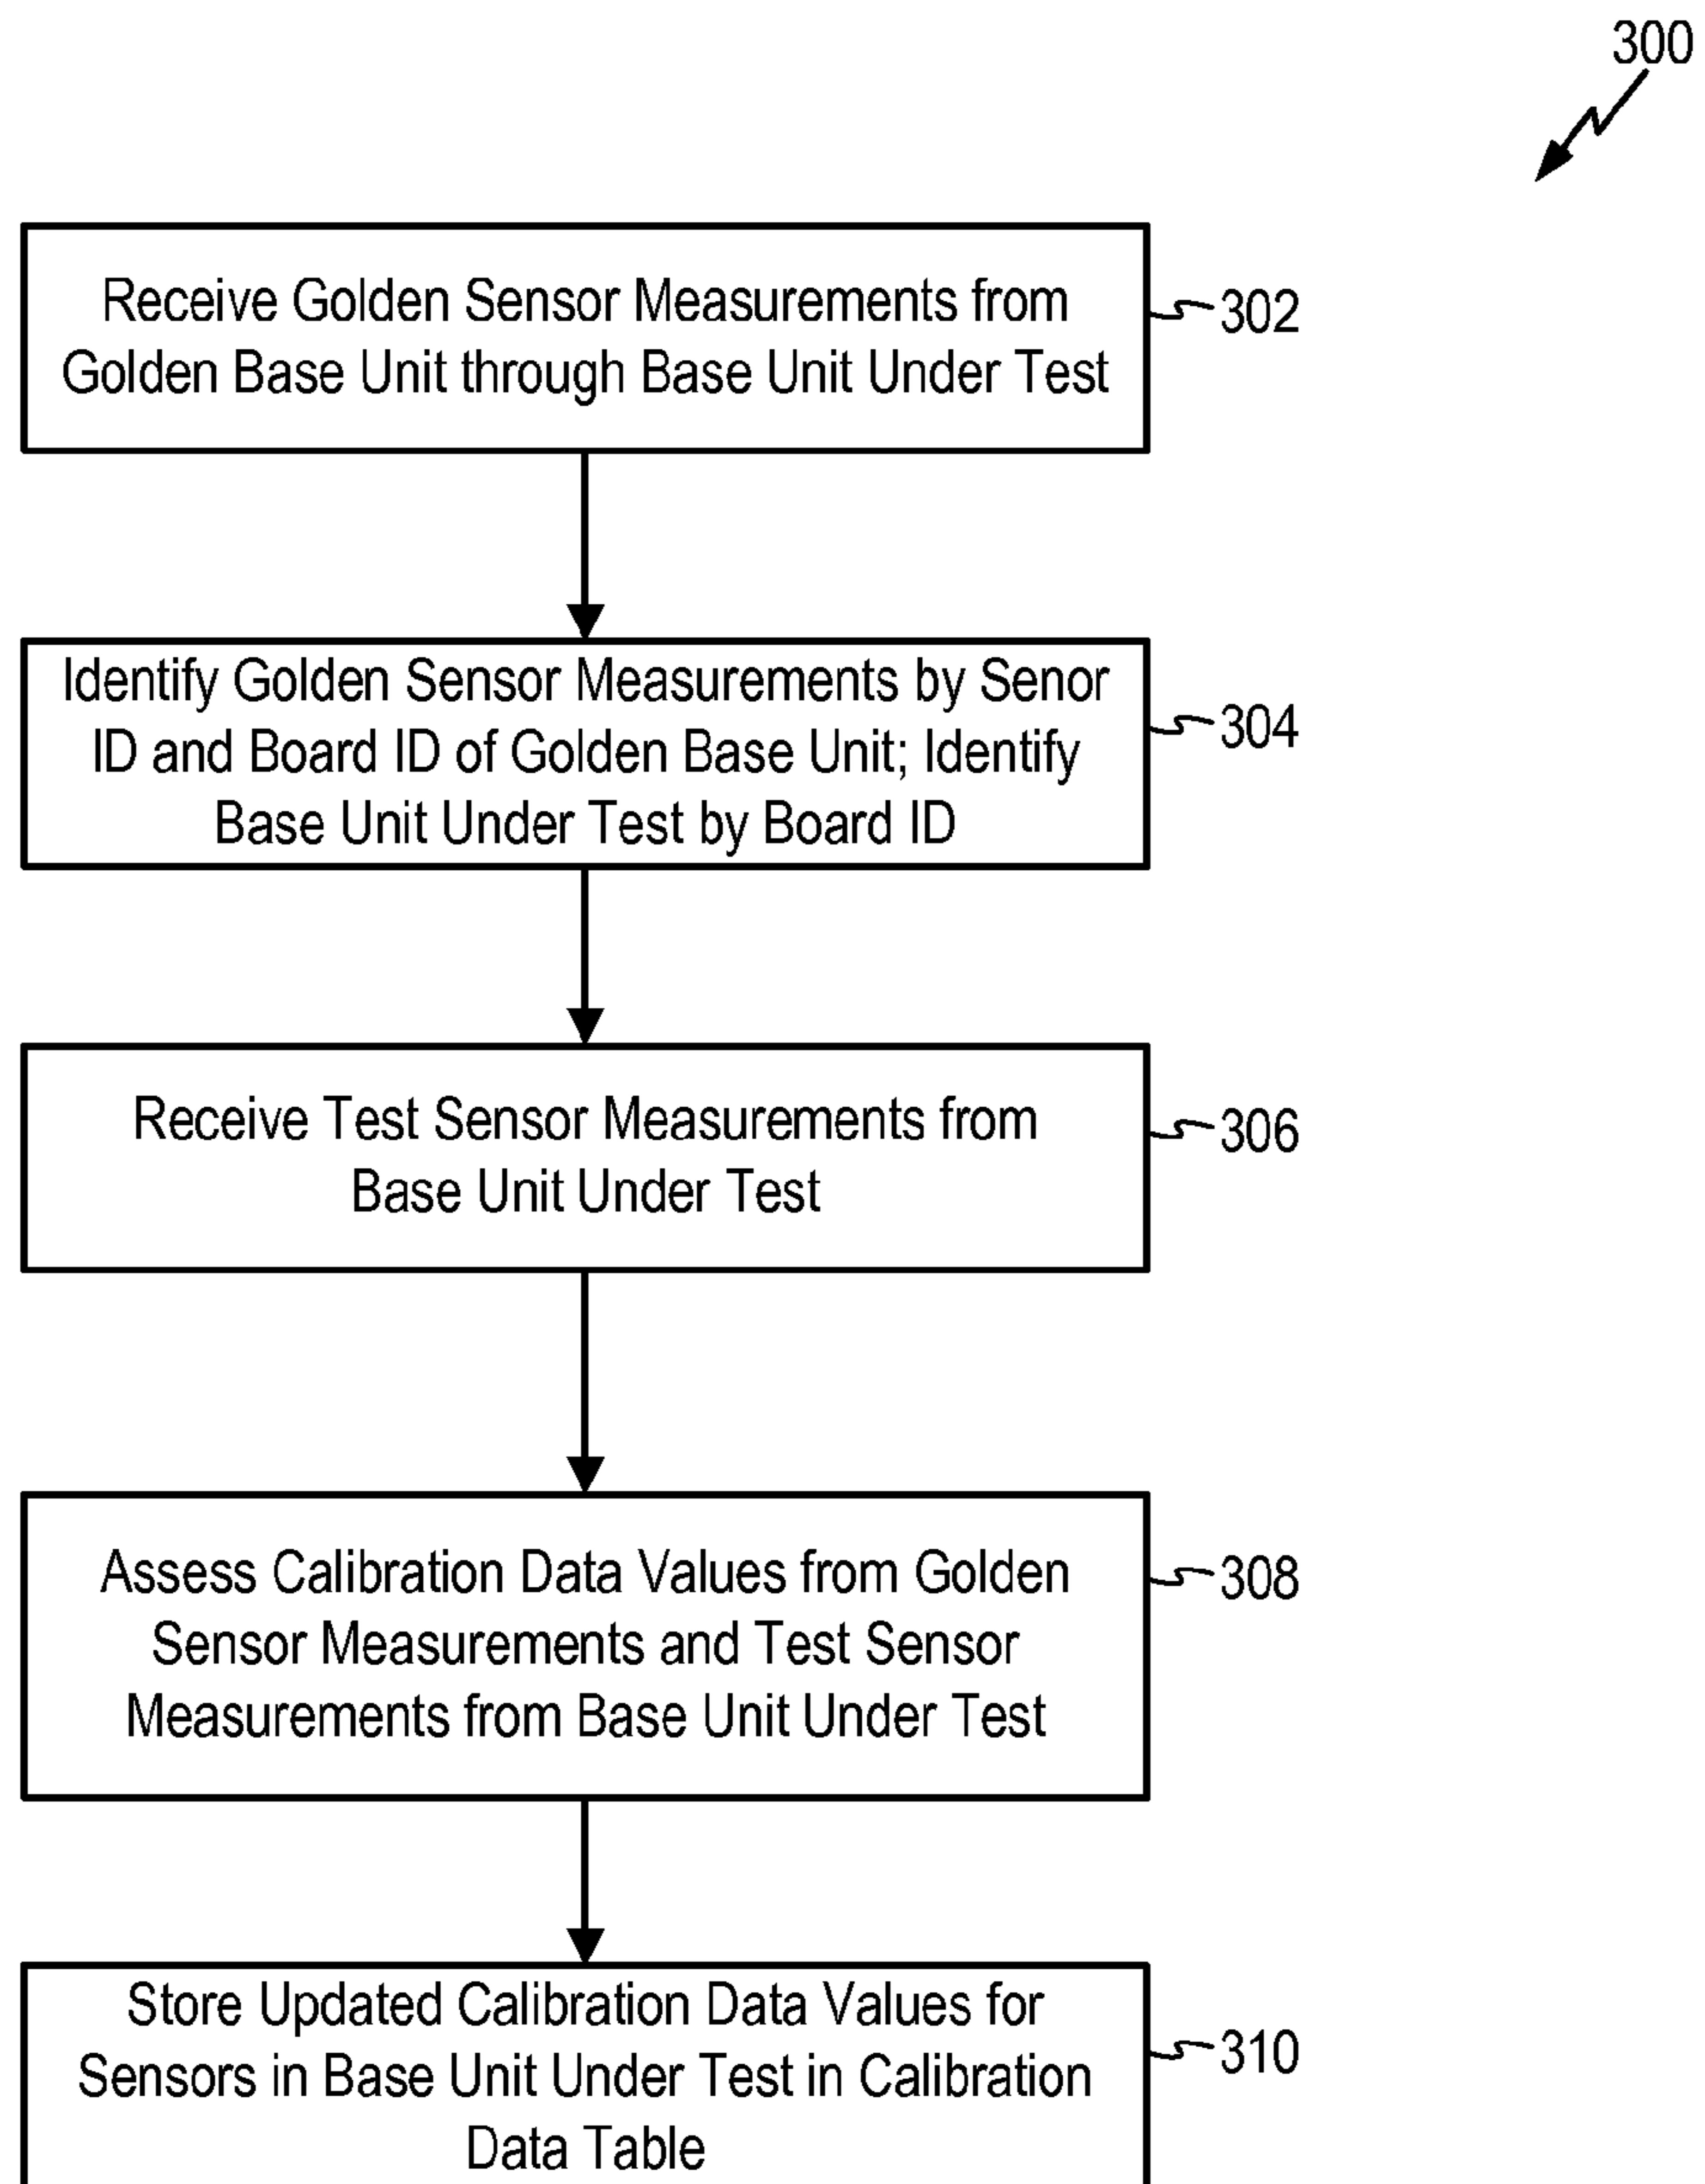 300
Receive Golden Sensor Measurements from
Golden Base Unit through Base Unit Under Test
302
Identify Golden Sensor Measurements by Senor
ID and Board ID of Golden Base Unit; Identify
Base Unit Under Test by Board ID
304
Receive Test Sensor Measurements from
Base Unit Under Test
306
Assess Calibration Data Values from Golden
Sensor Measurements and Test Sensor
Measurements from Base Unit Under Test
308
Store Updated Calibration Data Values for
Sensors in Base Unit Under Test in Calibration
Data Table
310